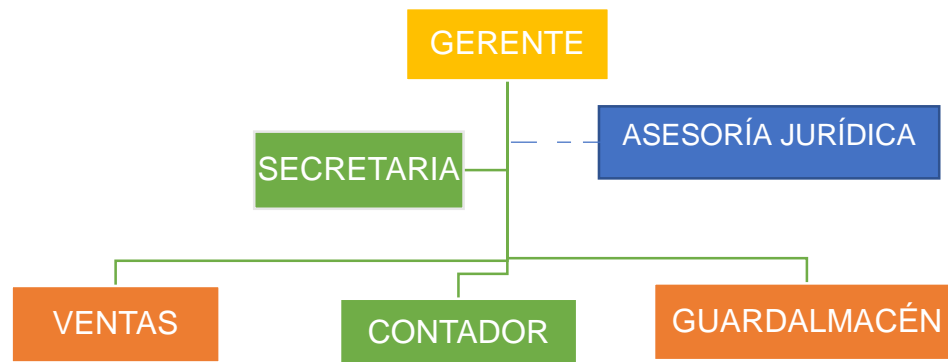 GERENTE
ASESORÍA JURÍDICA
SECRETARIA
VENTAS
CONTADOR
GUARDALMACÉN